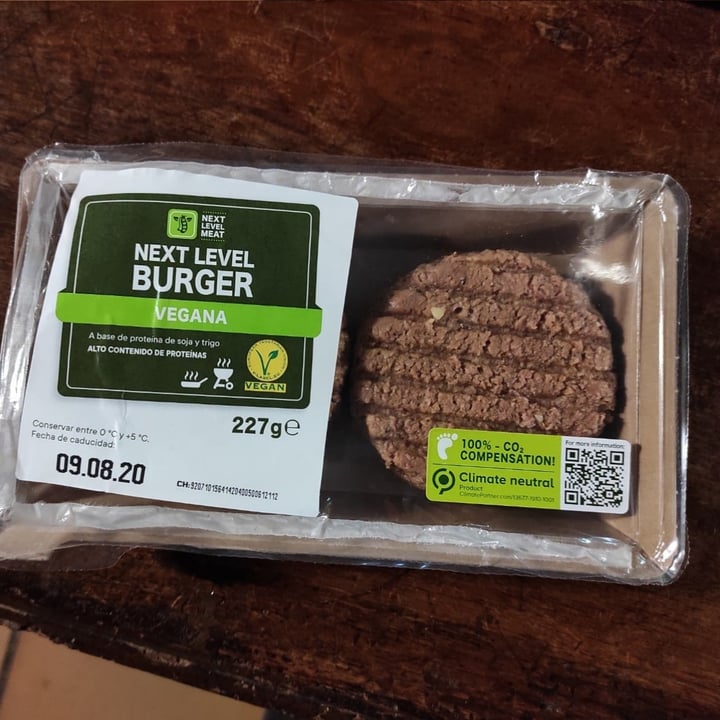 NEXT
LEVEL
MEAT
NEXT LEVEL
BURGER
VEGANA
A base de proteína de soja y trigo
ALTO CONTENIDO DE PROTEÍNAS
VEGAN
227g℮
Conservar entre 0 °C y +5 °C.
Fecha de caducidad:
09.08.20
CH:
100% - CO₂
COMPENSATION!
Climate neutral
Product
For more information: